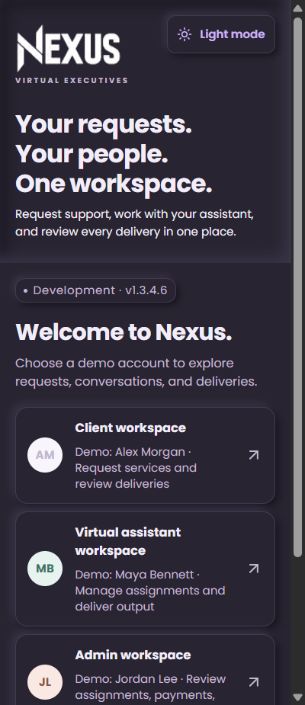 NEXUS
VIRTUAL EXECUTIVES
Light mode
Your requests.
Your people.
One workspace.
Request support, work with your assistant,
and review every delivery in one place.
• Development · v1.3.4.6
Welcome to Nexus.
Choose a demo account to explore
requests, conversations, and deliveries.
AM
Client workspace
Demo: Alex Morgan ·
Request services and
review deliveries
MB
Virtual assistant
workspace
Demo: Maya Bennett ·
Manage assignments and
deliver output
JL
Admin workspace
Demo: Jordan Lee · Review
assignments, payments,